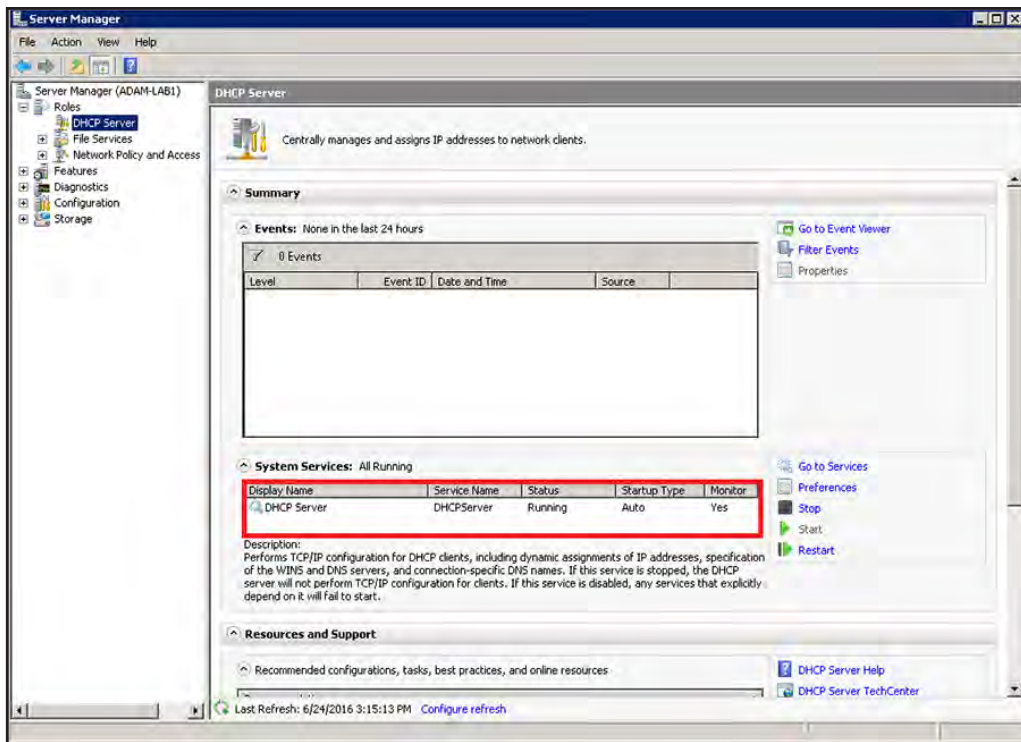 Server Manager
File Action View Help
Server Manager (ADAM-LAB1)
Roles
DHCP Server
File Services
Network Policy and Access
Features
Diagnostics
Configuration
Storage
DHCP Server
Centrally manages and assigns IP addresses to network clients.
Summary
Events: None in the last 24 hours
0 Events
Level Event ID Date and Time Source
Go to Event Viewer
Filter Events
Properties
System Services: All Running
Display Name Service Name Status Startup Type Monitor
DHCP Server DHCPServer Running Auto Yes
Description:
Performs TCP/IP configuration for DHCP clients, including dynamic assignments of IP addresses, specification
of the WINS and DNS servers, and connection-specific DNS names. If this service is stopped, the DHCP
server will not perform TCP/IP configuration for clients. If this service is disabled, any services that explicitly
depend on it will fail to start.
Go to Services
Preferences
Stop
Start
Restart
Resources and Support
Recommended configurations, tasks, best practices, and online resources
DHCP Server Help
DHCP Server TechCenter
Last Refresh: 6/24/2016 3:15:13 PM Configure refresh